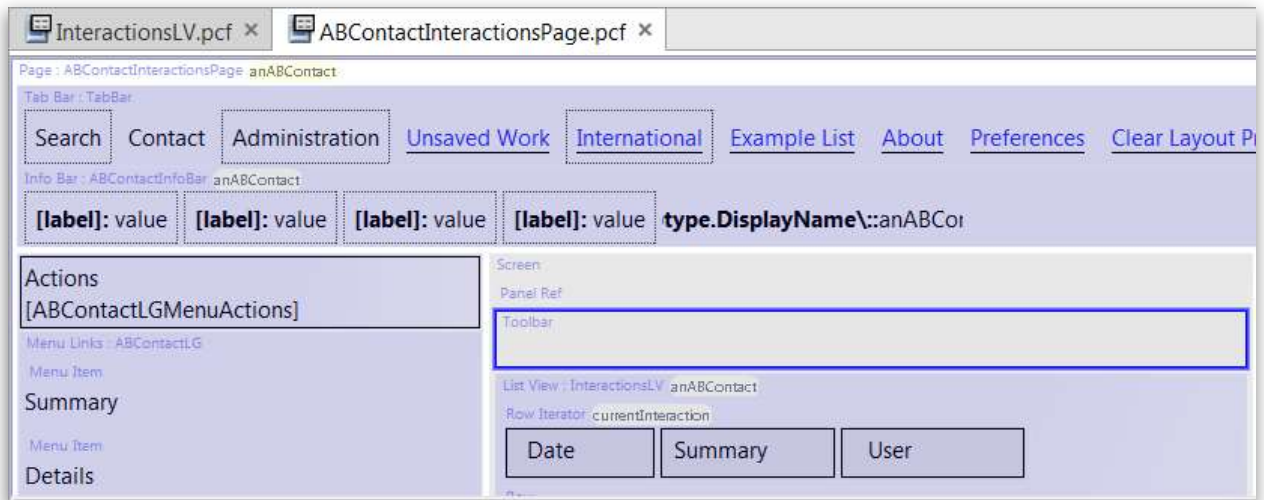 InteractionsLV.pcf × ABContactInteractionsPage.pcf ×
Page : ABContactInteractionsPage anABContact
Tab Bar : TabBar
Search Contact Administration Unsaved Work International Example List About Preferences Clear Layout P
Info Bar : ABContactInfoBar anABContact
[label]: value [label]: value [label]: value [label]: value type.DisplayName\::anABCo
Actions
[ABContactLGMenuActions]
Menu Links : ABContactLG
Menu Item
Summary
Menu Item
Details
Screen
Panel Ref
Toolbar
List View : InteractionsLV anABContact
Row Iterator currentInteraction
Date Summary User